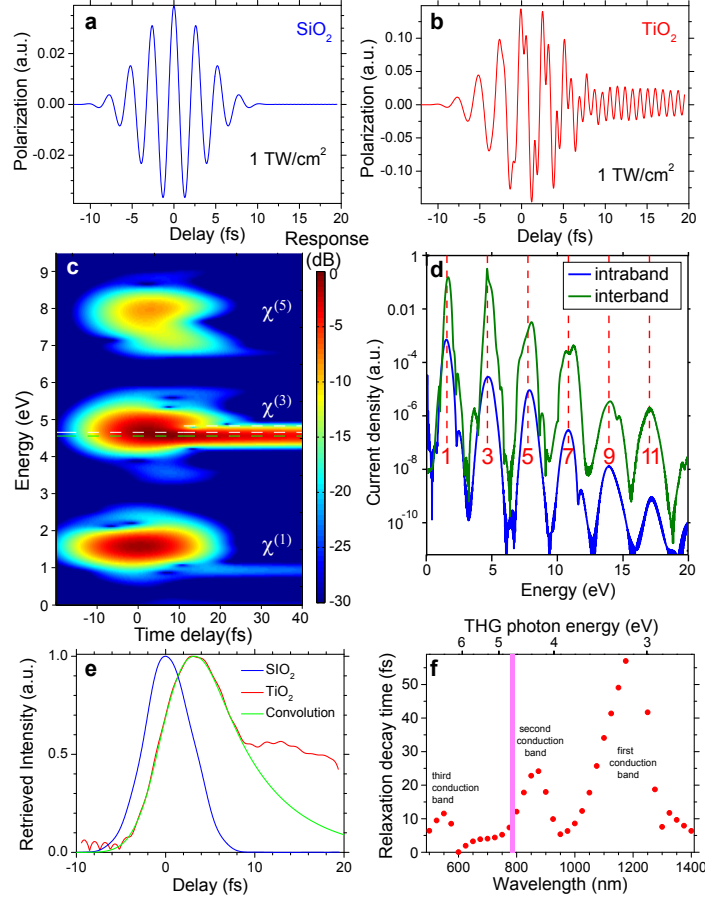 a
SiO2
1 TW/cm2
Polarization (a.u.)
0.02
0.00
-0.02
-10 -5 0 5 10 15 20
Delay (fs)
b
TiO2
1 TW/cm2
Polarization (a.u.)
0.10
0.05
0.00
-0.05
-0.10
-10 -5 0 5 10 15 20
Delay (fs)
c
Response
(dB)
χ(5)
χ(3)
χ(1)
Energy (eV)
9
8
7
6
5
4
3
2
1
0
-10 0 10 20 30 40
Time delay(fs)
0
-5
-10
-15
-20
-25
-30
d
intraband
interband
Current density (a.u.)
1
0.01
10-4
10-6
10-8
10-10
1 3 5 7 9 11
0 5 10 15 20
Energy (eV)
e
SIO2
TiO2
Convolution
Retrieved Intensity (a.u.)
1.0
0.5
0.0
-10 0 10 20
Delay (fs)
f
THG photon energy (eV)
6 5 4 3
Relaxation decay time (fs)
50
40
30
20
10
0
third
conduction
band
second
conduction
band
first
conduction
band
600 800 1000 1200 1400
Wavelength (nm)